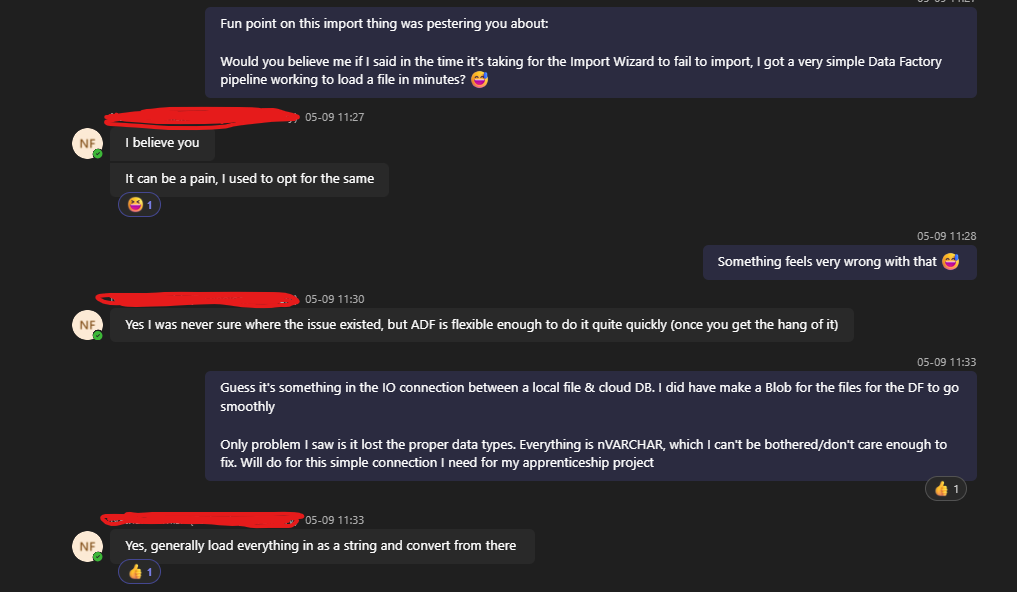 Fun point on this import thing was pestering you about:
Would you believe me if I said in the time it's taking for the Import Wizard to fail to import, I got a very simple Data Factory
pipeline working to load a file in minutes? 😅
05-09 11:27
NF
I believe you
It can be a pain, I used to opt for the same
😆 1
05-09 11:28
Something feels very wrong with that 😅
05-09 11:30
NF
Yes I was never sure where the issue existed, but ADF is flexible enough to do it quite quickly (once you get the hang of it)
05-09 11:33
Guess it's something in the IO connection between a local file & cloud DB. I did have make a Blob for the files for the DF to go
smoothly
Only problem I saw is it lost the proper data types. Everything is nVARCHAR, which I can't be bothered/don't care enough to
fix. Will do for this simple connection I need for my apprenticeship project
👍 1
05-09 11:33
NF
Yes, generally load everything in as a string and convert from there
👍 1